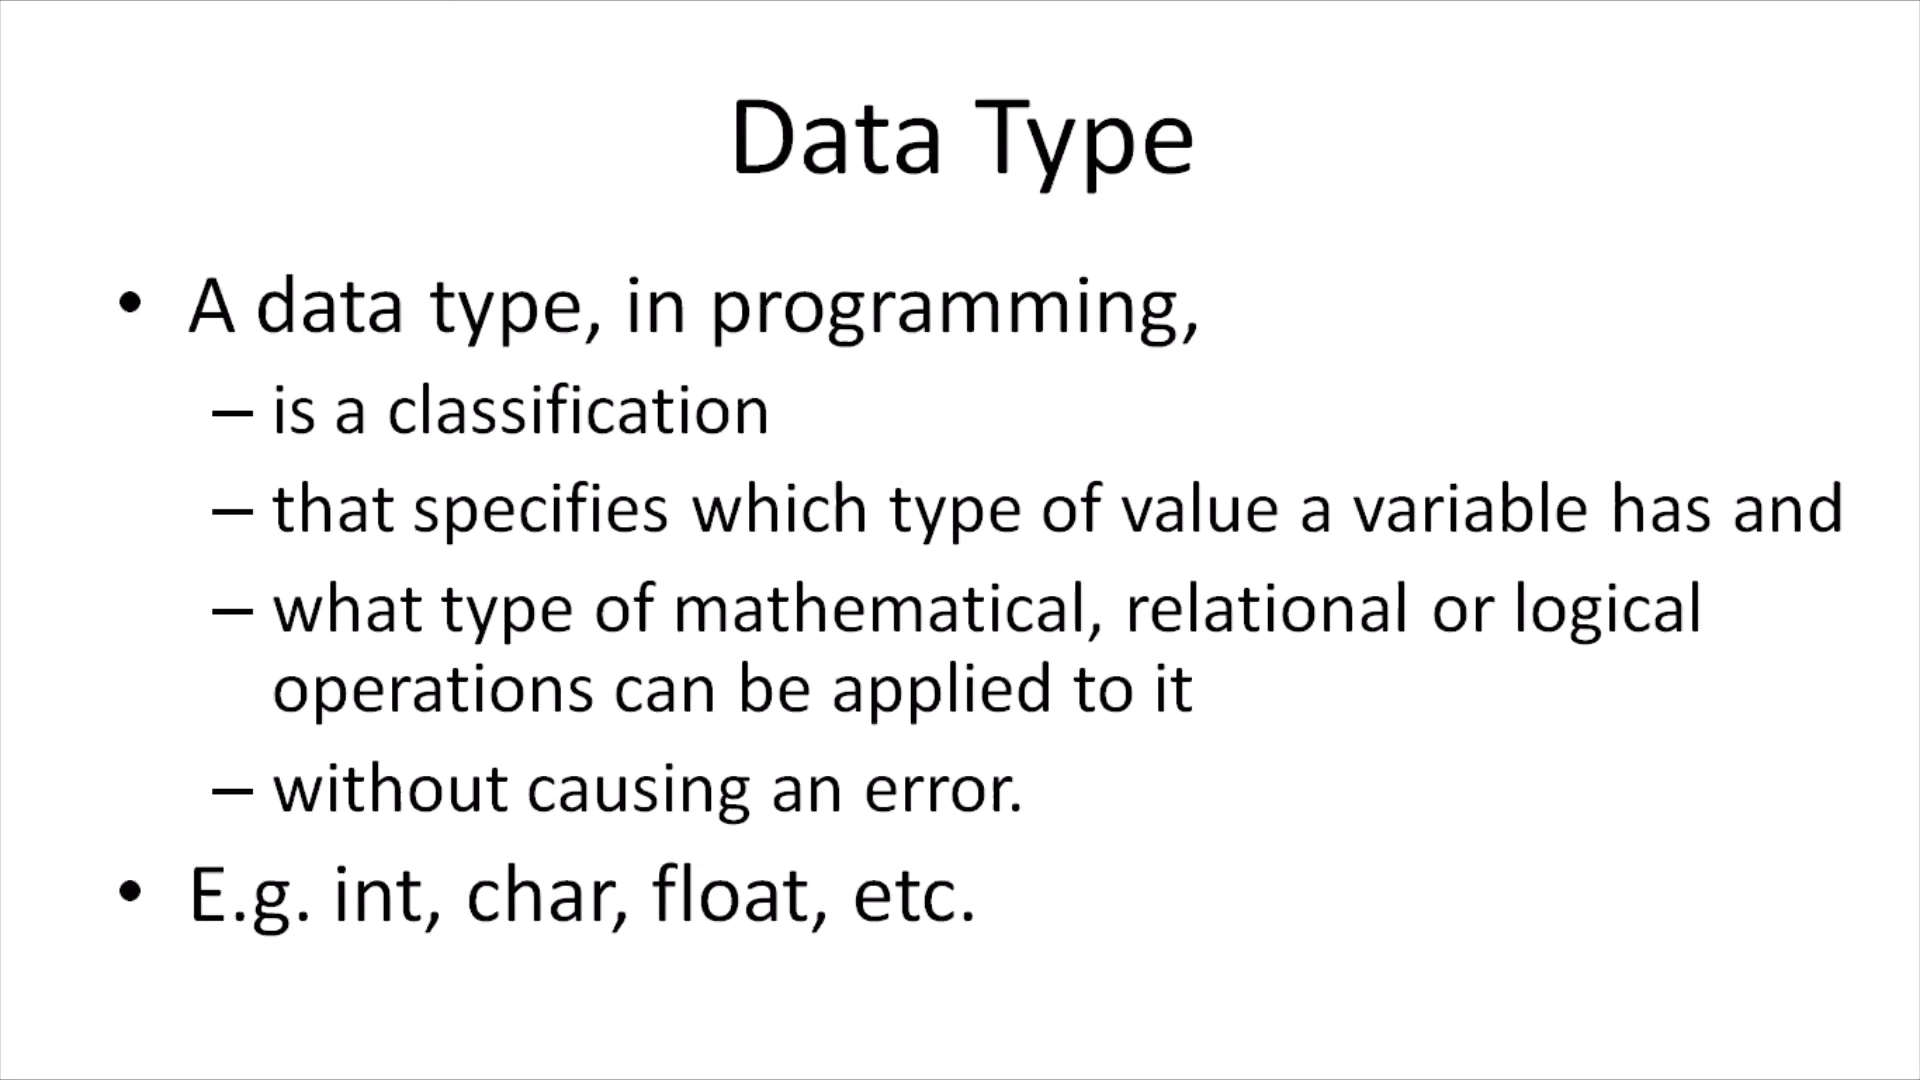 Data Type
• A data type, in programming,
– is a classification
– that specifies which type of value a variable has and
– what type of mathematical, relational or logical
operations can be applied to it
– without causing an error.
• E.g. int, char, float, etc.